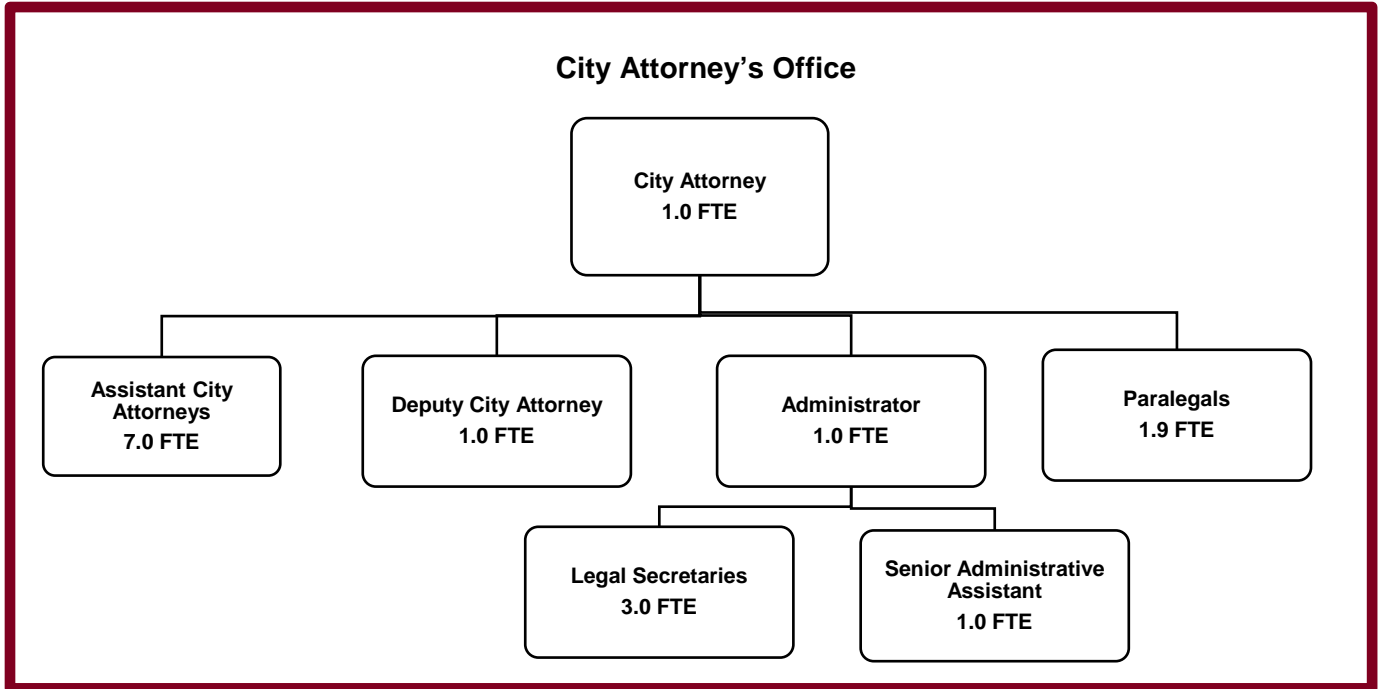 City Attorney’s Office
City Attorney
1.0 FTE
Assistant City
Attorneys
7.0 FTE
Deputy City Attorney
1.0 FTE
Administrator
1.0 FTE
Paralegals
1.9 FTE
Legal Secretaries
3.0 FTE
Senior Administrative
Assistant
1.0 FTE